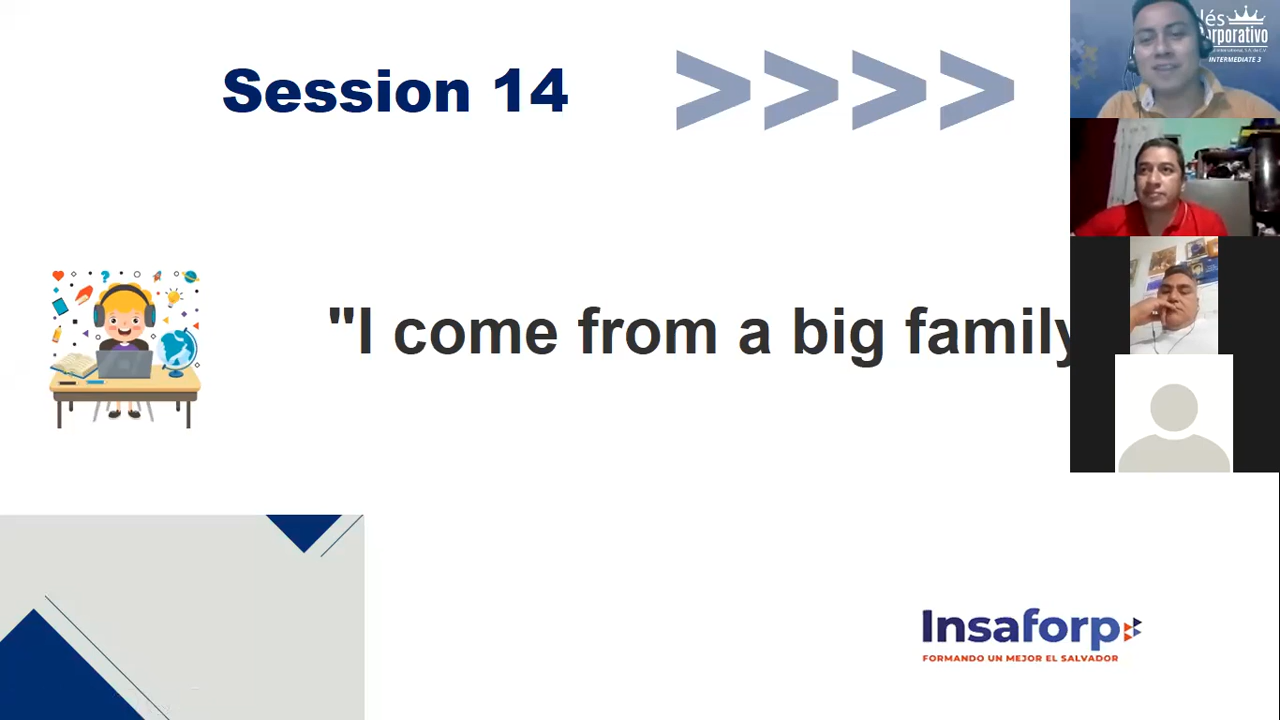 Session 14
"I come from a big family
Insaforp
FORMANDO UN MEJOR EL SALVADOR
INTERMEDIATE 3